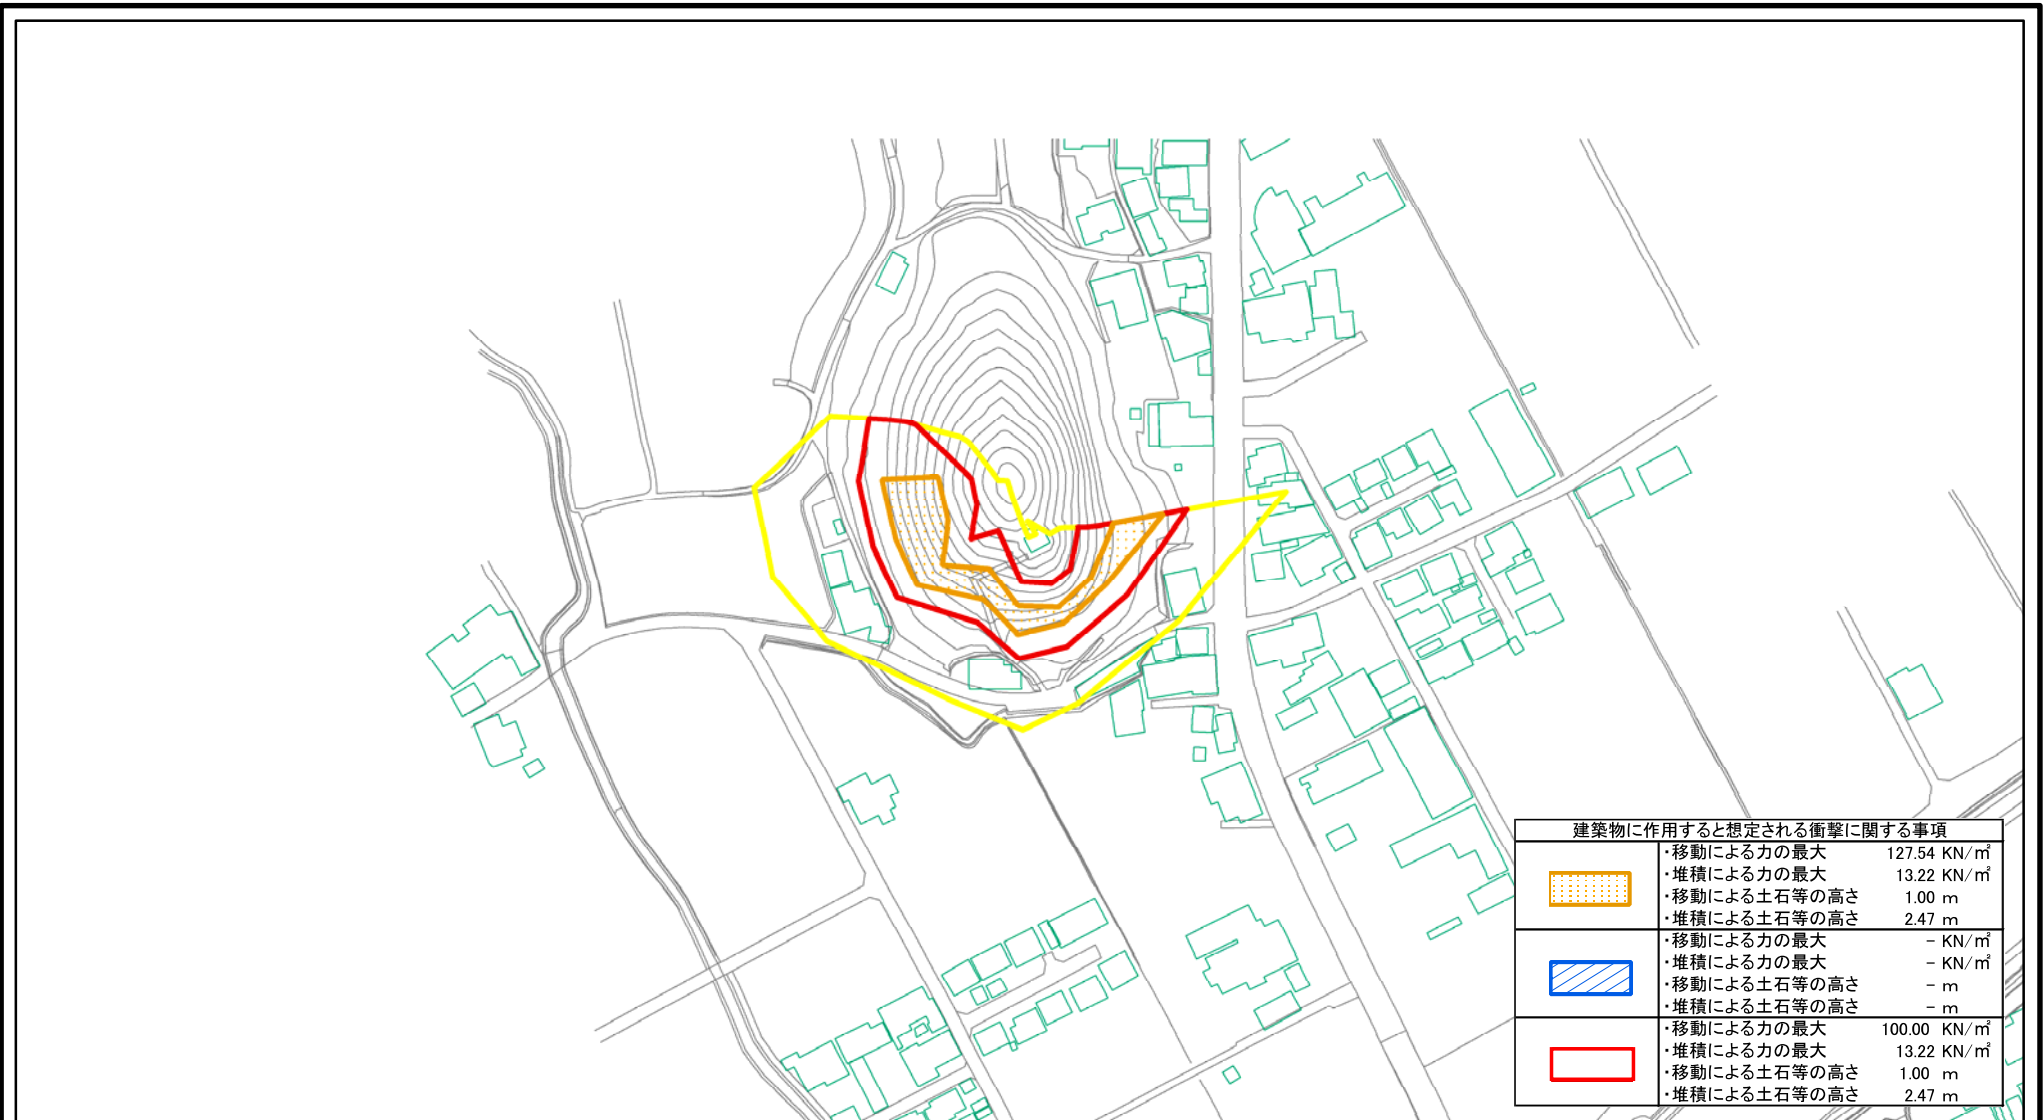 建築物に作用すると想定される衝撃に関する事項
・移動による力の最大 127.54 KN/㎡
・堆積による力の最大 13.22 KN/㎡
・移動による土石等の高さ 1.00 m
・堆積による土石等の高さ 2.47 m
・移動による力の最大 - KN/㎡
・堆積による力の最大 - KN/㎡
・移動による土石等の高さ - m
・堆積による土石等の高さ - m
・移動による力の最大 100.00 KN/㎡
・堆積による力の最大 13.22 KN/㎡
・移動による土石等の高さ 1.00 m
・堆積による土石等の高さ 2.47 m